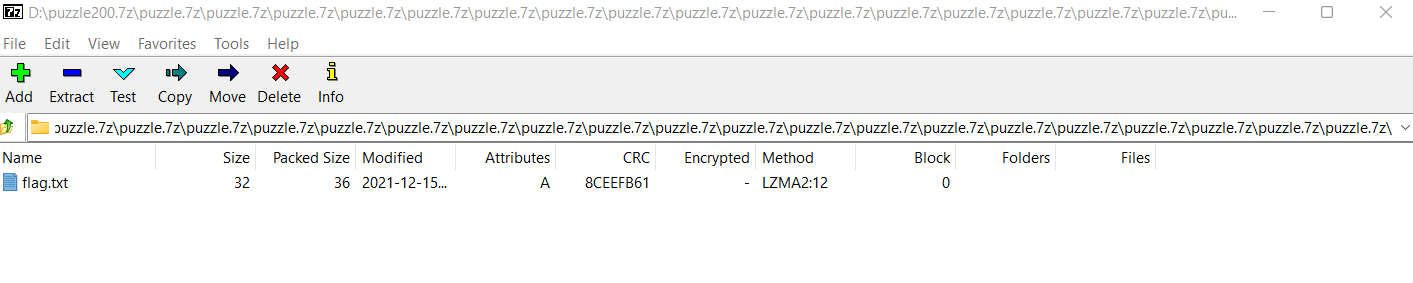 D:\puzzle200.7z\puzzle.7z\puzzle.7z\puzzle.7z\puzzle.7z\puzzle.7z\puzzle.7z\puzzle.7z\puzzle.7z\puzzle.7z\puzzle.7z\puzzle.7z\puzzle.7z\puzzle.7z\puzzle.7z\puzzle.7z\puzzle.7z\pu...
File Edit View Favorites Tools Help
Add Extract Test Copy Move Delete Info
puzzle.7z\puzzle.7z\puzzle.7z\puzzle.7z\puzzle.7z\puzzle.7z\puzzle.7z\puzzle.7z\puzzle.7z\puzzle.7z\puzzle.7z\puzzle.7z\puzzle.7z\puzzle.7z\puzzle.7z\puzzle.7z\puzzle.7z\puzzle.7z\puzzle.7z\puzzle.7z\
Name Size Packed Size Modified Attributes CRC Encrypted Method Block Folders Files
flag.txt 32 36 2021-12-15... A 8CEEFB61 - LZMA2:12 0